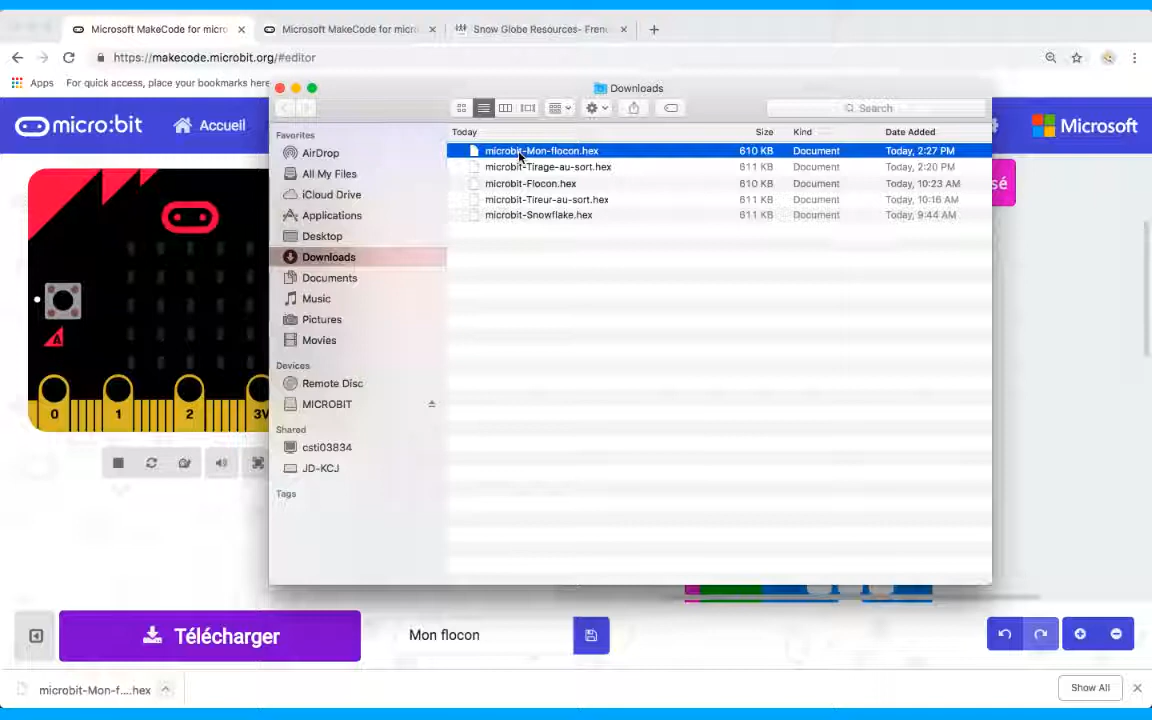 Microsoft MakeCode for micro
Microsoft MakeCode for micro
Snow Globe Resources- Fren
https://makecode.microbit.org/#editor
Apps
For quick access, place your bookmarks here
Downloads
micro:bit
Accueil
Search
Microsoft
Favorites
Today
Size
Kind
Date Added
AirDrop
microbit-Mon-flocon.hex
610 KB
Document
Today, 2:27 PM
All My Files
microbit-Tirage-au-sort.hex
611 KB
Document
Today, 2:20 PM
sé
iCloud Drive
microbit-Flocon.hex
610 KB
Document
Today, 10:23 AM
Applications
microbit-Tireur-au-sort.hex
611 KB
Document
Today, 10:16 AM
microbit-Snowflake.hex
611 KB
Document
Today, 9:44 AM
Desktop
Downloads
Documents
Music
Pictures
Movies
A
Devices
Remote Disc
MICROBIT
0
1
2
3V
Shared
csti03834
JD-KCJ
Tags
Télécharger
Mon flocon
microbit-Mon-f....hex
Show All